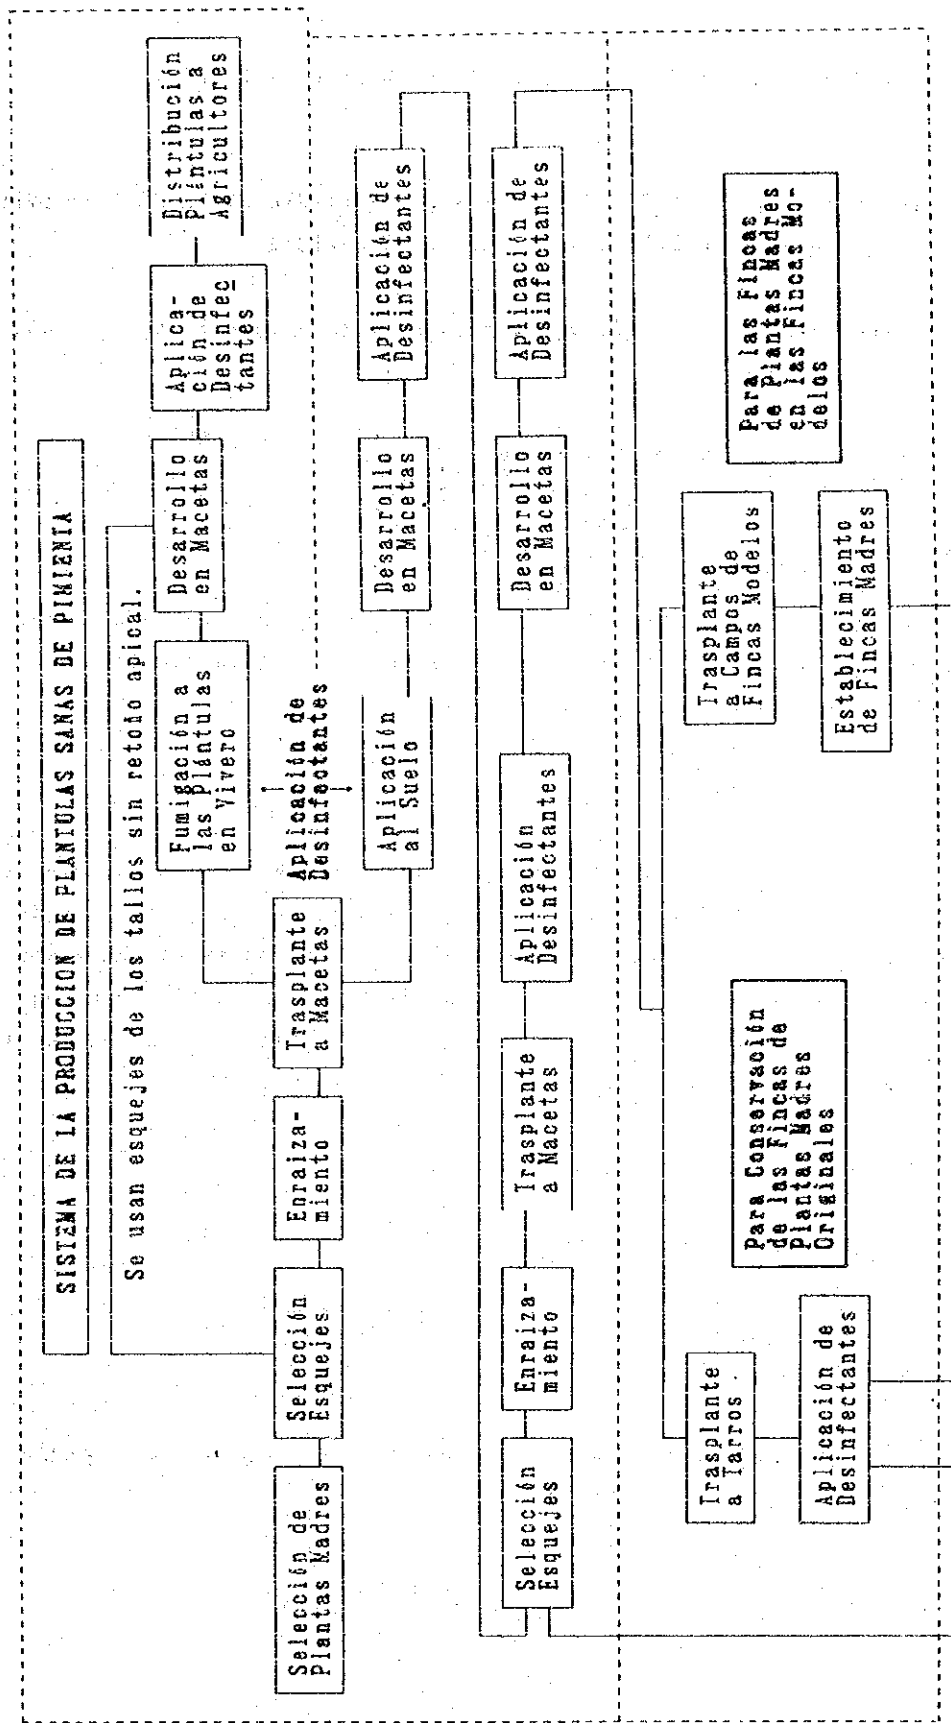 SISTEMA DE LA PRODUCCION DE PLANTULAS SANAS DE PIMIENTA
Se usan esquejes de los tallos sin retoño apical.
Selección de
Plantas Madres
Selección
Esquejes
Enraiza-
miento
Trasplante
a Macetas
Fumigación a
las Plántulas
en Vivero
Desarrollo
en Macetas
Aplica-
ción de
Desinfec
tantes
Distribución
Plántulas a
Agricultores
Aplicación de
Desinfectantes
Aplicación
al Suelo
Desarrollo
en Macetas
Aplicación de
Desinfectantes
Selección
Esquejes
Enraiza-
miento
Trasplante
a Macetas
Aplicación
Desinfectantes
Desarrollo
en Macetas
Aplicación de
Desinfectantes
Trasplante
a Tarros.
Aplicación de
Desinfectantes
Para Conservación
de las Fincas de
Plantas Madres
Originales
Trasplante
a Campos de
Fincas Modelos
Establecimiento
de Fincas Madres
Para las Fincas
de Plantas Madres
en las Fincas Mo-
delos